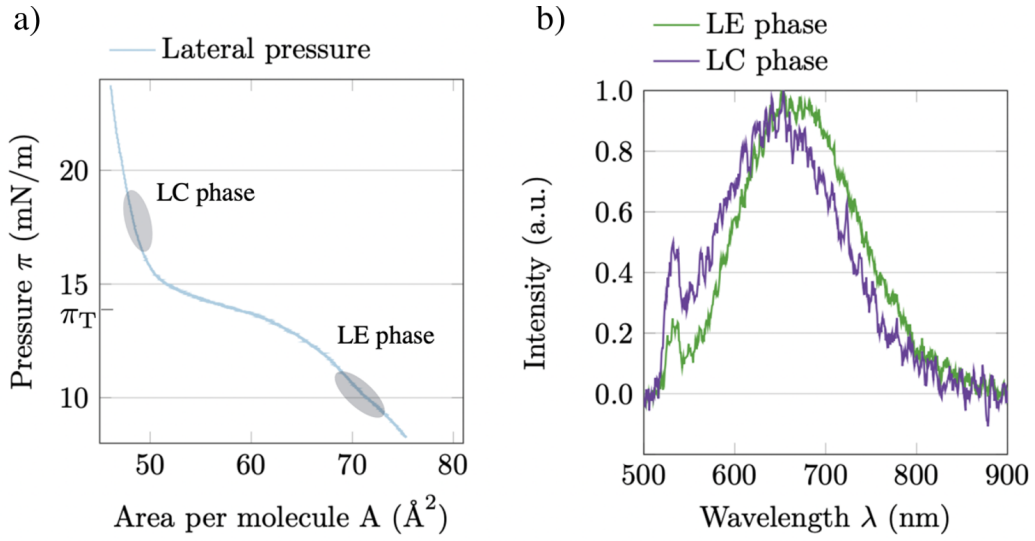 a)
Lateral pressure
Pressure π (mN/m)
20
15
π_T
10
LC phase
LE phase
50 60 70 80
Area per molecule A (Å²)
b)
LE phase
LC phase
Intensity (a.u.)
1.0
0.8
0.6
0.4
0.2
0.0
500 600 700 800 900
Wavelength λ (nm)